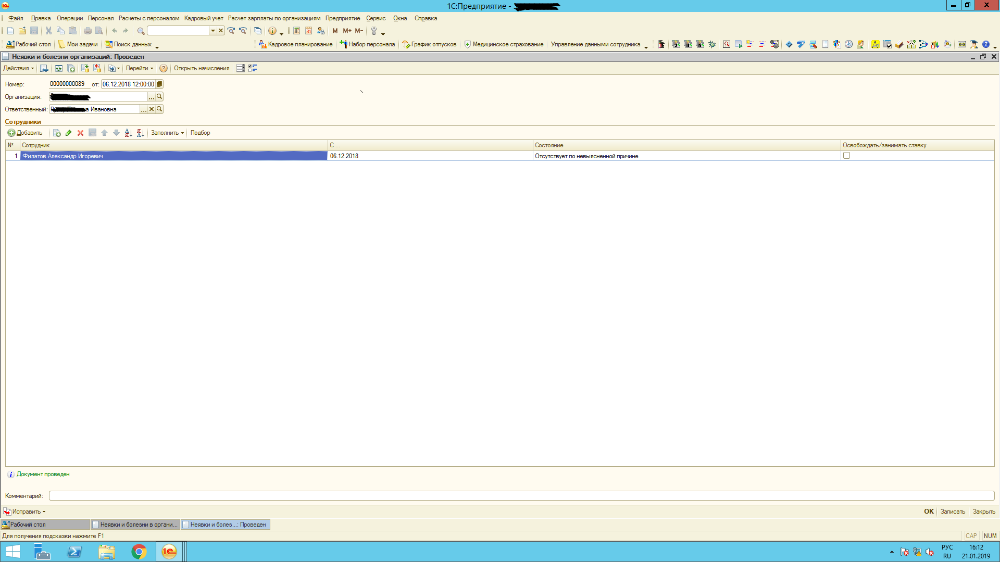 1С:Предприятие -
Файл Правка Операции Персонал Расчеты с персоналом Кадровый учет Расчет зарплаты по организациям Предприятие Сервис Окна Справка
M M+ M-
Рабочий стол Мои задачи Поиск данных Кадровое планирование Набор персонала График отпусков Медицинское страхование Управление данными сотрудника
Неявки и болезни организаций: Проведен
Действия Перейти Открыть начисления
Номер: 00000000089 от: 06.12.2018 12:00:00
Организация:
Ответственный: Ивановна
Сотрудники
Добавить Заполнить Подбор
№ Сотрудник С ... Состояние Освобождать/занимать ставку
1 Филатов Александр Игоревич 06.12.2018 Отсутствует по невыясненной причине
Документ проведен
Комментарий:
Исправить OK Записать Закрыть
Рабочий стол Неявки и болезни в органи... Неявки и болез...: Проведен
Для получения подсказки нажмите F1 CAP NUM
РУС 16:12
RU 21.01.2019